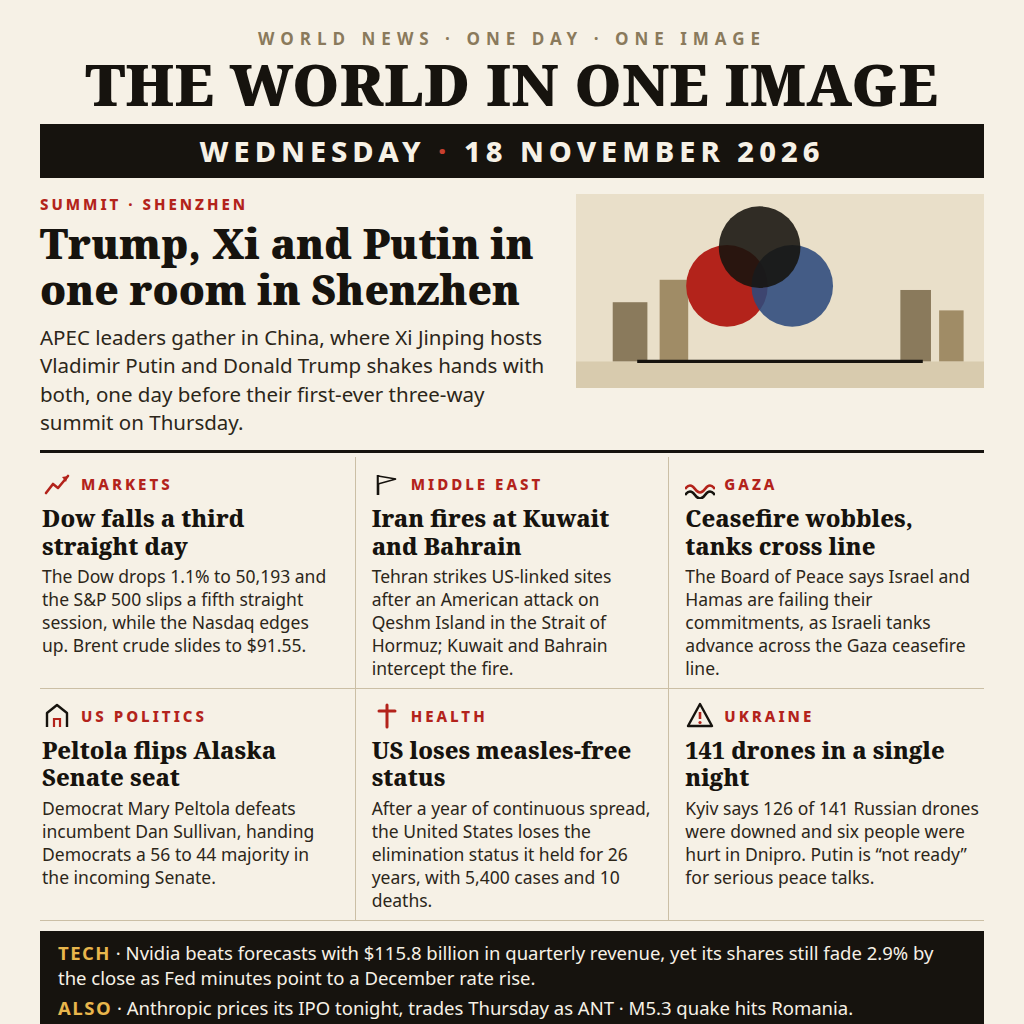 WORLD NEWS · ONE DAY · ONE IMAGE
THE WORLD IN ONE IMAGE
WEDNESDAY · 18 NOVEMBER 2026
SUMMIT · SHENZHEN
Trump, Xi and Putin in
one room in Shenzhen
APEC leaders gather in China, where Xi Jinping hosts
Vladimir Putin and Donald Trump shakes hands with
both, one day before their first-ever three-way
summit on Thursday.
MARKETS
Dow falls a third
straight day
The Dow drops 1.1% to 50,193 and
the S&P 500 slips a fifth straight
session, while the Nasdaq edges
up. Brent crude slides to $91.55.
MIDDLE EAST
Iran fires at Kuwait
and Bahrain
Tehran strikes US-linked sites
after an American attack on
Qeshm Island in the Strait of
Hormuz; Kuwait and Bahrain
intercept the fire.
GAZA
Ceasefire wobbles,
tanks cross line
The Board of Peace says Israel and
Hamas are failing their
commitments, as Israeli tanks
advance across the Gaza ceasefire
line.
US POLITICS
Peltola flips Alaska
Senate seat
Democrat Mary Peltola defeats
incumbent Dan Sullivan, handing
Democrats a 56 to 44 majority in
the incoming Senate.
HEALTH
US loses measles-free
status
After a year of continuous spread,
the United States loses the
elimination status it held for 26
years, with 5,400 cases and 10
deaths.
UKRAINE
141 drones in a single
night
Kyiv says 126 of 141 Russian drones
were downed and six people were
hurt in Dnipro. Putin is “not ready”
for serious peace talks.
TECH · Nvidia beats forecasts with $115.8 billion in quarterly revenue, yet its shares still fade 2.9% by
the close as Fed minutes point to a December rate rise.
ALSO · Anthropic prices its IPO tonight, trades Thursday as ANT · M5.3 quake hits Romania.